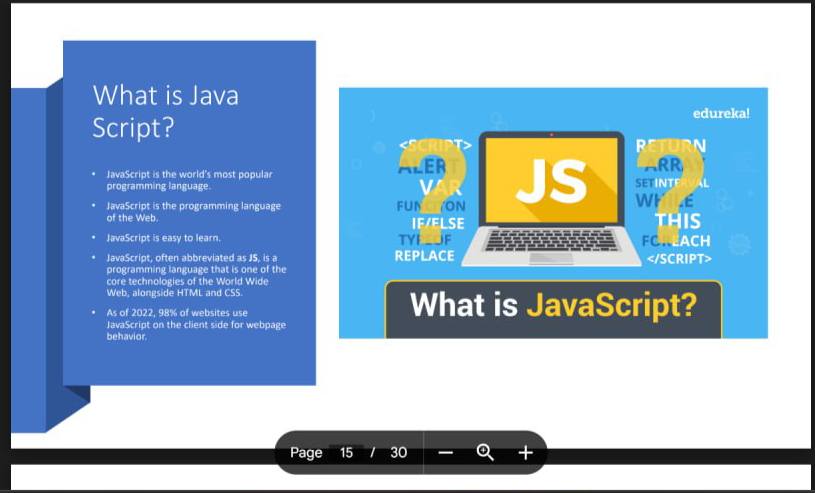 What is Java
Script?
• JavaScript is the world's most popular
programming language.
• JavaScript is the programming language
of the Web.
• JavaScript is easy to learn.
• JavaScript, often abbreviated as JS, is a
programming language that is one of the
core technologies of the World Wide
Web, alongside HTML and CSS.
• As of 2022, 98% of websites use
JavaScript on the client side for webpage
behavior.
edureka!
<SCRIPT>
ALERT
VAR
FUNCTION
IF/ELSE
TYPEOF
REPLACE
JS
RETURN
ARRAY
SETINTERVAL
WHILE
THIS
FOREACH
</SCRIPT>
? ?
What is JavaScript?
Page 15 / 30